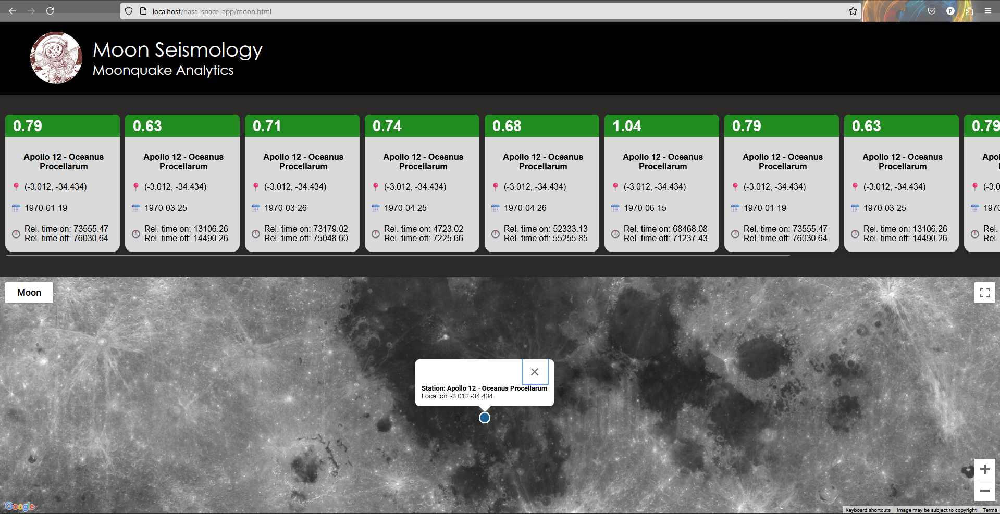 localhost/nasa-space-app/moon.html
P
Moon Seismology
Moonquake Analytics
0.79
Apollo 12 - Oceanus
Procellarum
(-3.012, -34.434)
1970-01-19
Rel. time on: 73555.47
Rel. time off: 76030.64
0.63
Apollo 12 - Oceanus
Procellarum
(-3.012, -34.434)
1970-03-25
Rel. time on: 13106.26
Rel. time off: 14490.26
0.71
Apollo 12 - Oceanus
Procellarum
(-3.012, -34.434)
1970-03-26
Rel. time on: 73179.02
Rel. time off: 75048.60
0.74
Apollo 12 - Oceanus
Procellarum
(-3.012, -34.434)
1970-04-25
Rel. time on: 4723.02
Rel. time off: 7225.66
0.68
Apollo 12 - Oceanus
Procellarum
(-3.012, -34.434)
1970-04-26
Rel. time on: 52333.13
Rel. time off: 55255.85
1.04
Apollo 12 - Oceanus
Procellarum
(-3.012, -34.434)
1970-06-15
Rel. time on: 68468.08
Rel. time off: 71237.43
0.79
Apollo 12 - Oceanus
Procellarum
(-3.012, -34.434)
1970-01-19
Rel. time on: 73555.47
Rel. time off: 76030.64
0.63
Apollo 12 - Oceanus
Procellarum
(-3.012, -34.434)
1970-03-25
Rel. time on: 13106.26
Rel. time off: 14490.26
0.79
Apol
(-3.0
1970
Rel.
Rel.
Moon
Station: Apollo 12 - Oceanus Procellarum
Location: -3.012 -34.434
Google
Keyboard shortcuts
Image may be subject to copyright
Terms